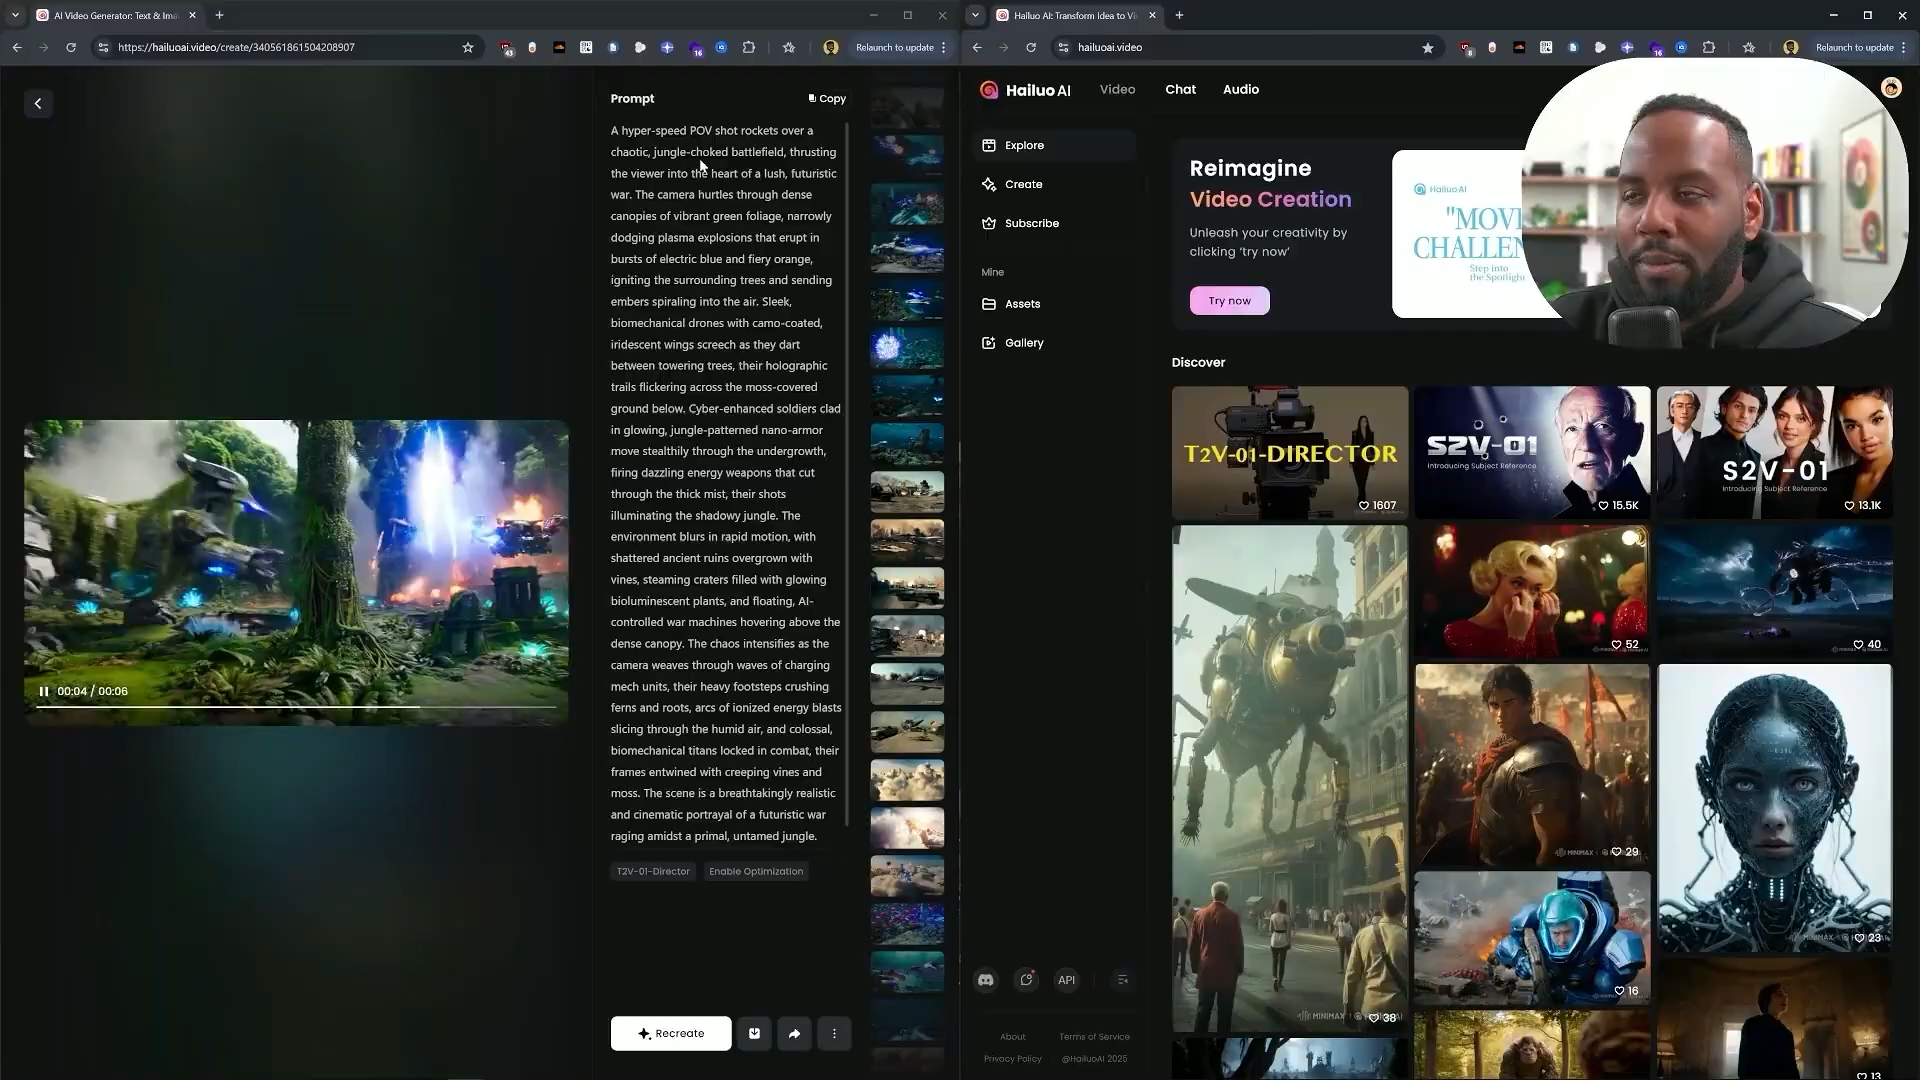 AI Video Generator: Text & Ima
https://hailuoai.video/create/340561861504208907
43
16
Relaunch to update
Prompt
Copy
A hyper-speed POV shot rockets over a
chaotic, jungle-choked battlefield, thrusting
the viewer into the heart of a lush, futuristic
war. The camera hurtles through dense
canopies of vibrant green foliage, narrowly
dodging plasma explosions that erupt in
bursts of electric blue and fiery orange,
igniting the surrounding trees and sending
embers spiraling into the air. Sleek,
biomechanical drones with camo-coated,
iridescent wings screech as they dart
between towering trees, their holographic
trails flickering across the moss-covered
ground below. Cyber-enhanced soldiers clad
in glowing, jungle-patterned nano-armor
move stealthily through the undergrowth,
firing dazzling energy weapons that cut
through the thick mist, their shots
illuminating the shadowy jungle. The
environment blurs in rapid motion, with
shattered ancient ruins overgrown with
vines, steaming craters filled with glowing
bioluminescent plants, and floating, AI-
controlled war machines hovering above the
dense canopy. The chaos intensifies as the
camera weaves through waves of charging
mech units, their heavy footsteps crushing
ferns and roots, arcs of ionized energy blasts
slicing through the humid air, and colossal,
biomechanical titans locked in combat, their
frames entwined with creeping vines and
moss. The scene is a breathtakingly realistic
and cinematic portrayal of a futuristic war
raging amidst a primal, untamed jungle.
T2V-01-Director
Enable Optimization
Recreate
00:04 / 00:06
Hailuo AI: Transform Idea to Vi
hailuoai.video
8
16
Relaunch to update
Hailuo AI
Video
Chat
Audio
Explore
Create
Subscribe
Mine
Assets
Gallery
API
About
Terms of Service
Privacy Policy
@HailuoAI 2025
Reimagine
Video Creation
Unleash your creativity by
clicking ‘try now’
Try now
Hailuo AI
"MOVI
CHALLEN
Step into
the Spotlight
Discover
T2V-01-DIRECTOR
1607
S2V-01
Introducing Subject Reference
15.5K
S2V-01
Introducing Subject Reference
13.1K
52
40
MINIMAX
38
MINIMAX
29
MINIMAX
23
16
13